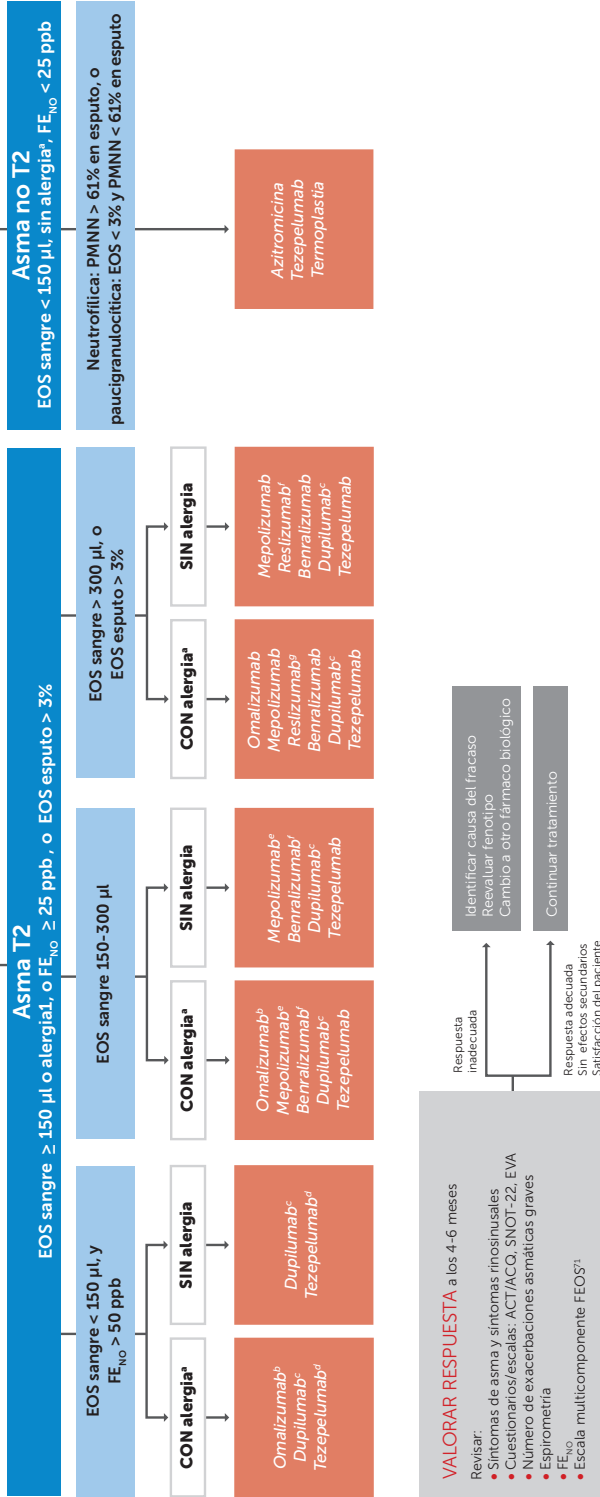 Asma T2
EOS sangre ≥ 150 µl o alergia1, o FE_NO ≥ 25 ppb, o EOS esputo > 3%
EOS sangre < 150 µl, y
FE_NO > 50 ppb
CON alergiaᵃ
Omalizumabᵇ
Dupilumabᶜ
Tezepelumabᵈ
SIN alergia
Dupilumabᶜ
Tezepelumabᵈ
EOS sangre 150-300 µl
CON alergiaᵃ
Omalizumabᵇ
Mepolizumabᵉ
Benralizumabᶠ
Dupilumabᶜ
Tezepelumab
SIN alergia
Mepolizumabᵉ
Benralizumabᶠ
Dupilumabᶜ
Tezepelumab
EOS sangre > 300 µl, o
EOS esputo > 3%
CON alergiaᵃ
Omalizumab
Mepolizumab
Reslizumabᵍ
Benralizumab
Dupilumabᶜ
Tezepelumab
SIN alergia
Mepolizumab
Reslizumabᶠ
Benralizumab
Dupilumabᶜ
Tezepelumab
Asma no T2
EOS sangre < 150 µl, sin alergiaᵃ, FE_NO < 25 ppb
Neutrofílica: PMNN > 61% en esputo, o
paucigranulocítica: EOS < 3% y PMNN < 61% en esputo
Azitromicina
Tezepelumab
Termoplastia
VALORAR RESPUESTA a los 4-6 meses
Revisar:
• Síntomas de asma y síntomas rinosinusales
• Cuestionarios/escalas: ACT/ACQ, SNOT-22, EVA
• Número de exacerbaciones asmáticas graves
• Espirometría
• FE_NO
• Escala multicomponente FEOS⁷¹
Respuesta
inadecuada
Identificar causa del fracaso
Reevaluar fenotipo
Cambio a otro fármaco biológico
Respuesta adecuada
Sin efectos secundarios
Satisfacción del paciente
Continuar tratamiento